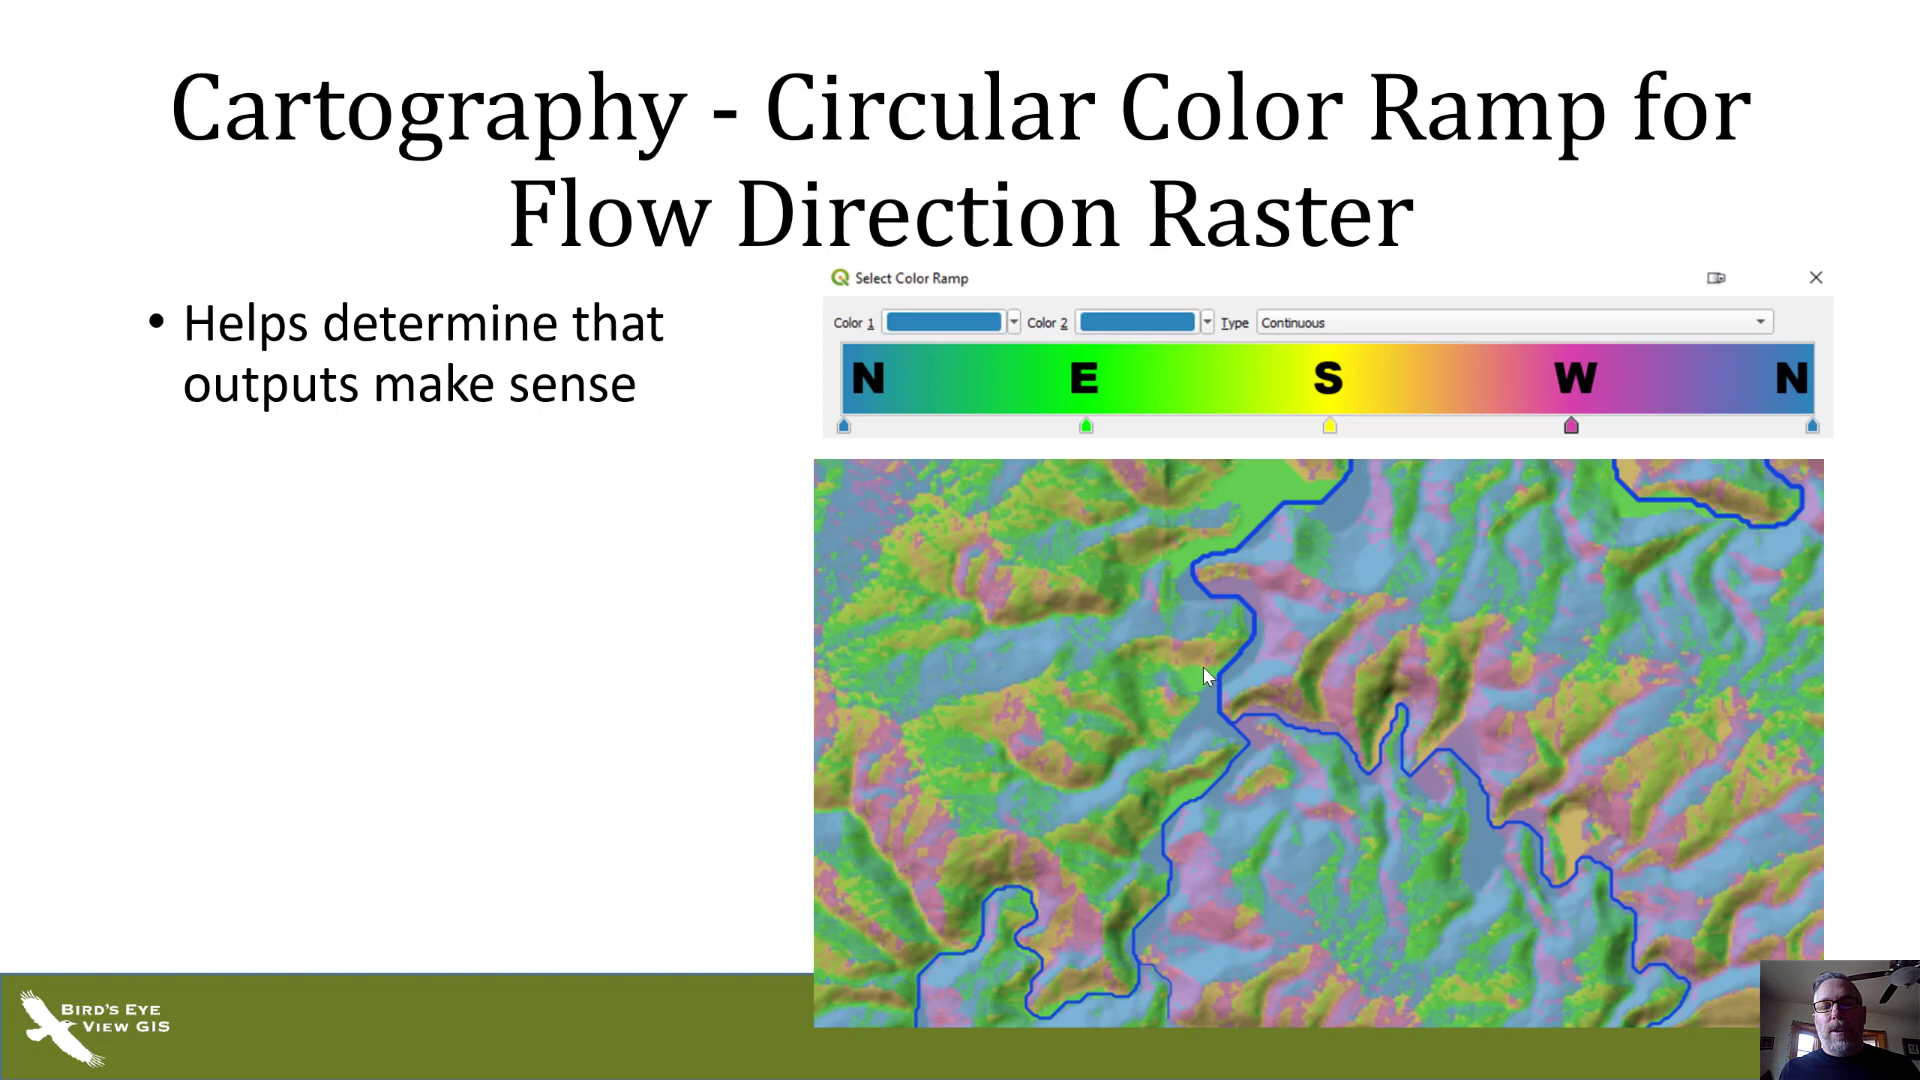 Cartography - Circular Color Ramp for
Flow Direction Raster
• Helps determine that
outputs make sense
Select Color Ramp
Color 1 Color 2 Type Continuous
N E S W N
BIRD'S EYE
VIEW GIS